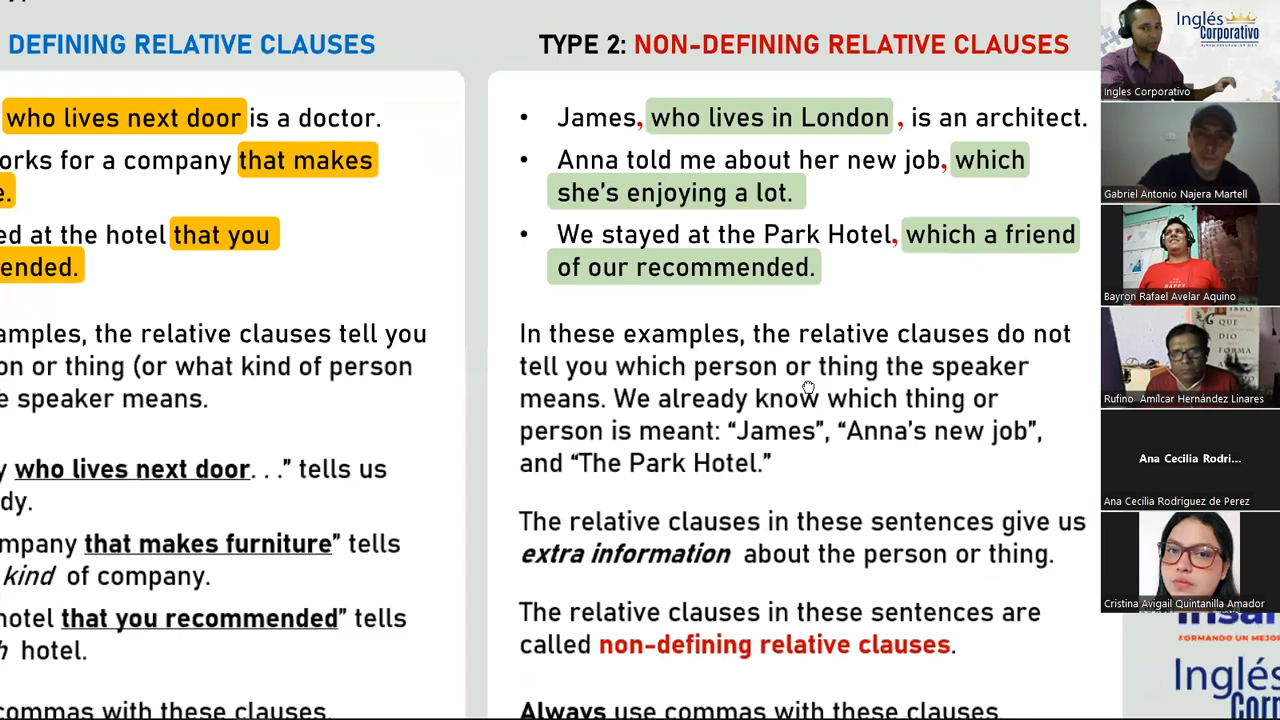 DEFINING RELATIVE CLAUSES
who lives next door is a doctor.
orks for a company that makes
e.
ed at the hotel that you
ended.
amples, the relative clauses tell you
on or thing (or what kind of person
e speaker means.
y who lives next door. . .” tells us
dy.
mpany that makes furniture” tells
kind of company.
hotel that you recommended” tells
h hotel.
commas with these clauses.
TYPE 2: NON-DEFINING RELATIVE CLAUSES
• James, who lives in London , is an architect.
• Anna told me about her new job, which
she’s enjoying a lot.
• We stayed at the Park Hotel, which a friend
of our recommended.
In these examples, the relative clauses do not
tell you which person or thing the speaker
means. We already know which thing or
person is meant: “James”, “Anna’s new job”,
and “The Park Hotel.”
The relative clauses in these sentences give us
extra information about the person or thing.
The relative clauses in these sentences are
called non-defining relative clauses.
Always use commas with these clauses
Inglés
Corporativo
Ingles Corporativo
Gabriel Antonio Najera Martell
Bayron Rafael Avelar Aquino
QUE
DIO
FORMA
Rufino Amílcar Hernández Linares
Ana Cecilia Rodri...
Ana Cecilia Rodriguez de Perez
Cristina Avigail Quintanilla Amador
FORMANDO UN MEJO
Inglé